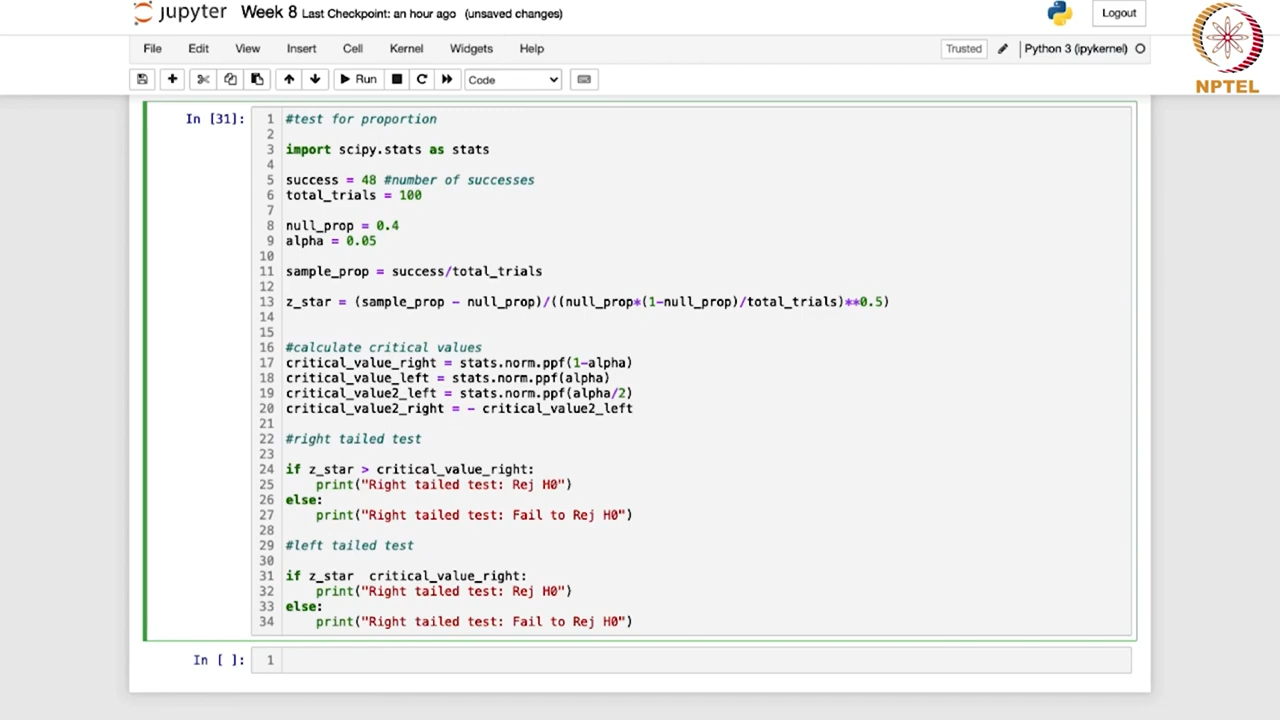 jupyter Week 8 Last Checkpoint: an hour ago (unsaved changes) Logout
File Edit View Insert Cell Kernel Widgets Help Trusted Python 3 (ipykernel)
Run Code
NPTEL
In [31]:
1 #test for proportion
2
3 import scipy.stats as stats
4
5 success = 48 #number of successes
6 total_trials = 100
7
8 null_prop = 0.4
9 alpha = 0.05
10
11 sample_prop = success/total_trials
12
13 z_star = (sample_prop - null_prop)/((null_prop*(1-null_prop)/total_trials)**0.5)
14
15
16 #calculate critical values
17 critical_value_right = stats.norm.ppf(1-alpha)
18 critical_value_left = stats.norm.ppf(alpha)
19 critical_value2_left = stats.norm.ppf(alpha/2)
20 critical_value2_right = - critical_value2_left
21
22 #right tailed test
23
24 if z_star > critical_value_right:
25     print("Right tailed test: Rej H0")
26 else:
27     print("Right tailed test: Fail to Rej H0")
28
29 #left tailed test
30
31 if z_star  critical_value_right:
32     print("Right tailed test: Rej H0")
33 else:
34     print("Right tailed test: Fail to Rej H0")
In [ ]: 1